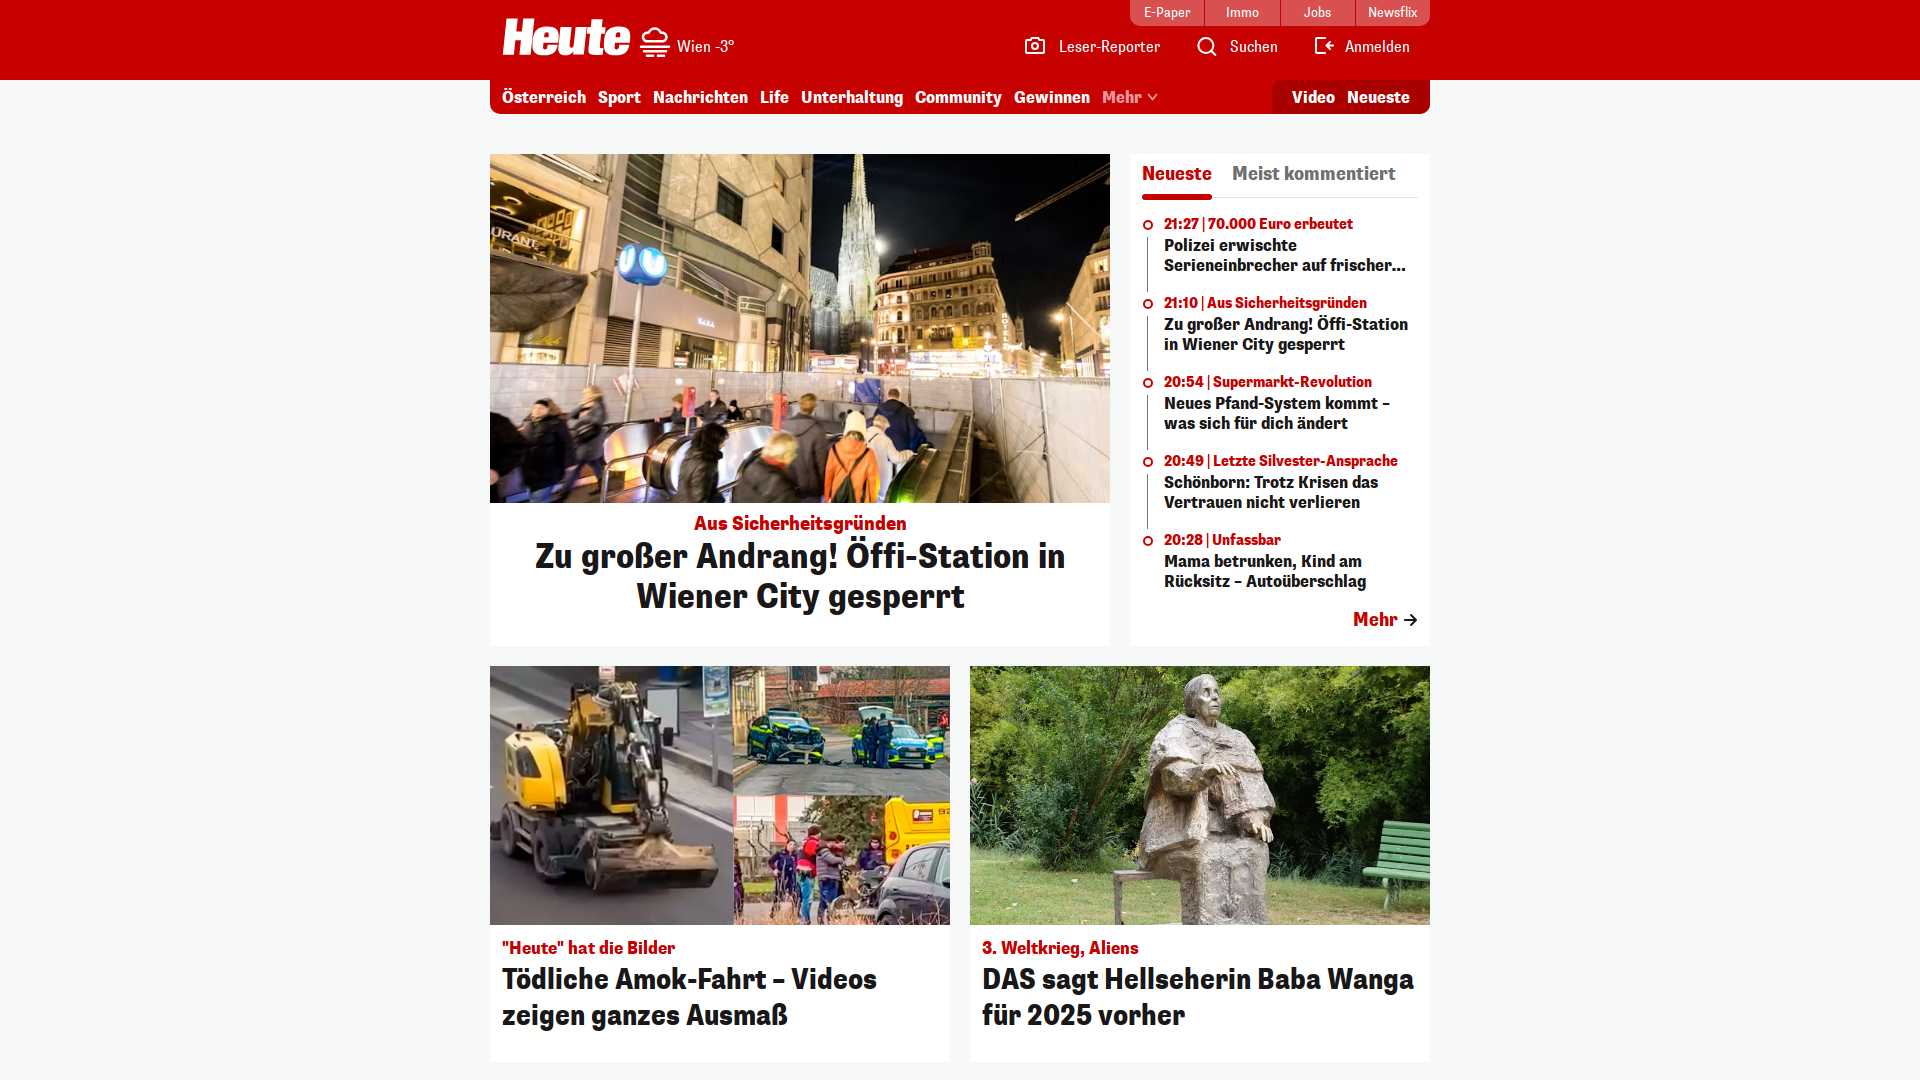 E-Paper
Immo
Jobs
Newsflix
Heute
Wien -3°
Leser-Reporter
Suchen
Anmelden
Österreich
Sport
Nachrichten
Life
Unterhaltung
Community
Gewinnen
Mehr
Video
Neueste
Aus Sicherheitsgründen
Zu großer Andrang! Öffi-Station in
Wiener City gesperrt
Neueste
Meist kommentiert
21:27 | 70.000 Euro erbeutet
Polizei erwischte
Serieneinbrecher auf frischer...
21:10 | Aus Sicherheitsgründen
Zu großer Andrang! Öffi-Station
in Wiener City gesperrt
20:54 | Supermarkt-Revolution
Neues Pfand-System kommt –
was sich für dich ändert
20:49 | Letzte Silvester-Ansprache
Schönborn: Trotz Krisen das
Vertrauen nicht verlieren
20:28 | Unfassbar
Mama betrunken, Kind am
Rücksitz – Autoüberschlag
Mehr
"Heute" hat die Bilder
Tödliche Amok-Fahrt – Videos
zeigen ganzes Ausmaß
3. Weltkrieg, Aliens
DAS sagt Hellseherin Baba Wanga
für 2025 vorher